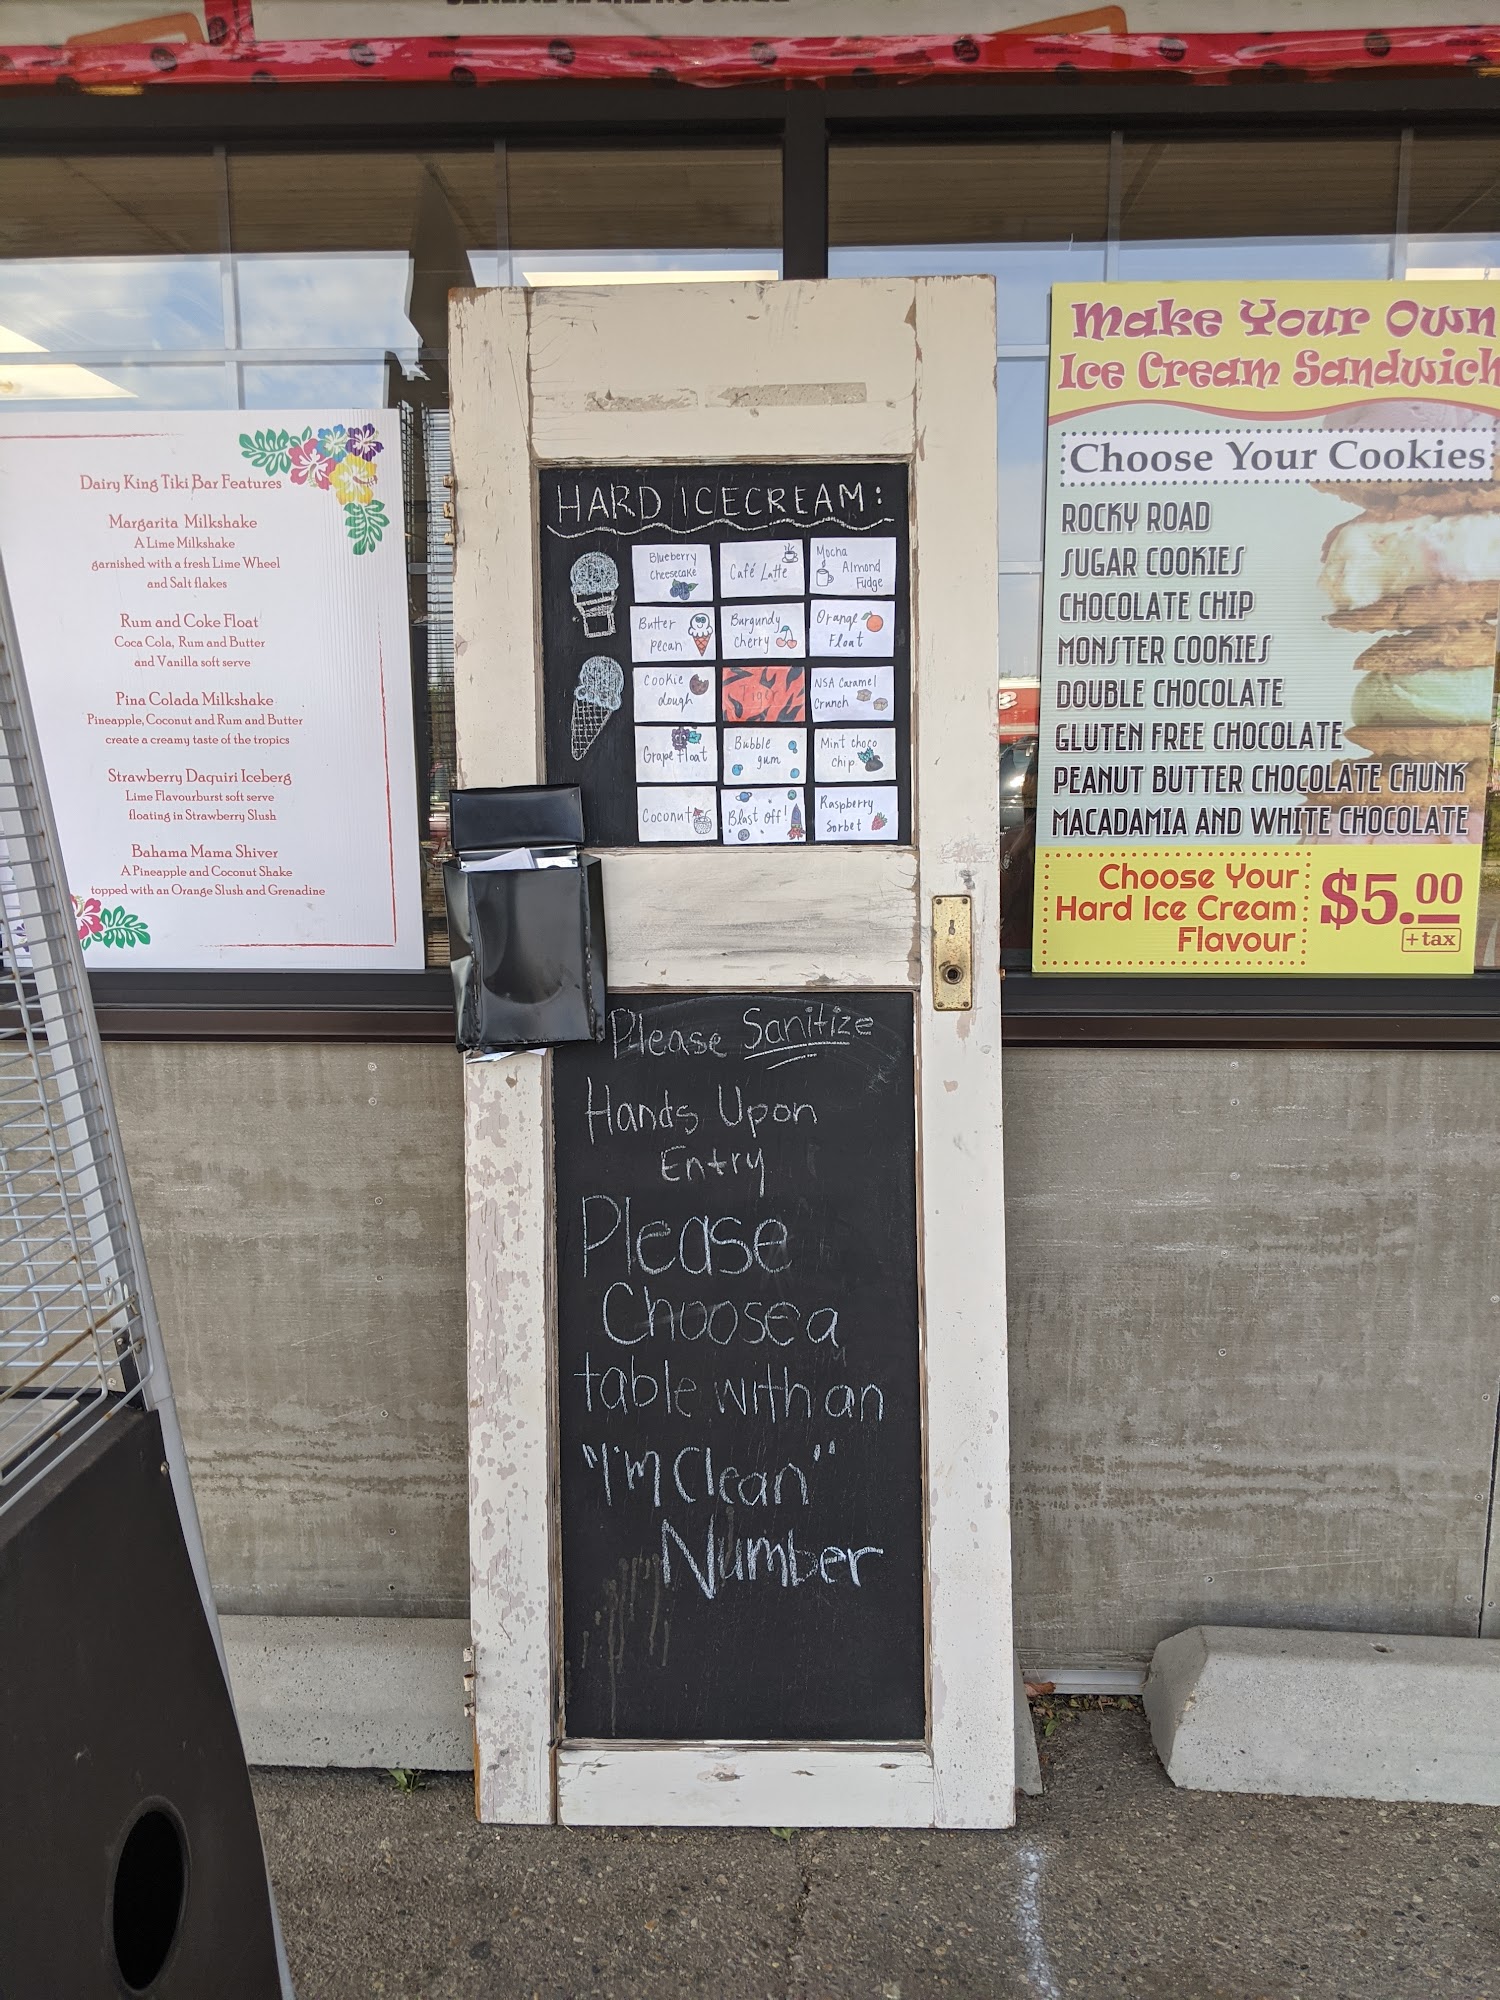 Dairy King Tiki Bar Features
Margarita Milkshake
A Lime Milkshake
garnished with a fresh Lime Wheel
and Salt flakes
Rum and Coke Float
Coca Cola, Rum and Butter
and Vanilla soft serve
Pina Colada Milkshake
Pineapple, Coconut and Rum and Butter
create a creamy taste of the tropics
Strawberry Daquiri Iceberg
Lime Flavourburst soft serve
floating in Strawberry Slush
Bahama Mama Shiver
A Pineapple and Coconut Shake
topped with an Orange Slush and Grenadine
HARD ICECREAM:
Blueberry
Cheesecake
Café Latte
Mocha
Almond
Fudge
Butter
pecan
Burgundy
cherry
Orange
Float
Cookie
dough
Tiger
NSA Caramel
Crunch
Grape Float
Bubble
gum
Mint choco
chip
Coconut
Blast off!
Raspberry
Sorbet
Please Sanitize
Hands Upon
Entry
Please
Choose a
table with an
"I'm Clean"
Number
Make Your Own
Ice Cream Sandwich
Choose Your Cookies
ROCKY ROAD
SUGAR COOKIES
CHOCOLATE CHIP
MONSTER COOKIES
DOUBLE CHOCOLATE
GLUTEN FREE CHOCOLATE
PEANUT BUTTER CHOCOLATE CHUNK
MACADAMIA AND WHITE CHOCOLATE
Choose Your
Hard Ice Cream
Flavour
$5.00
+tax